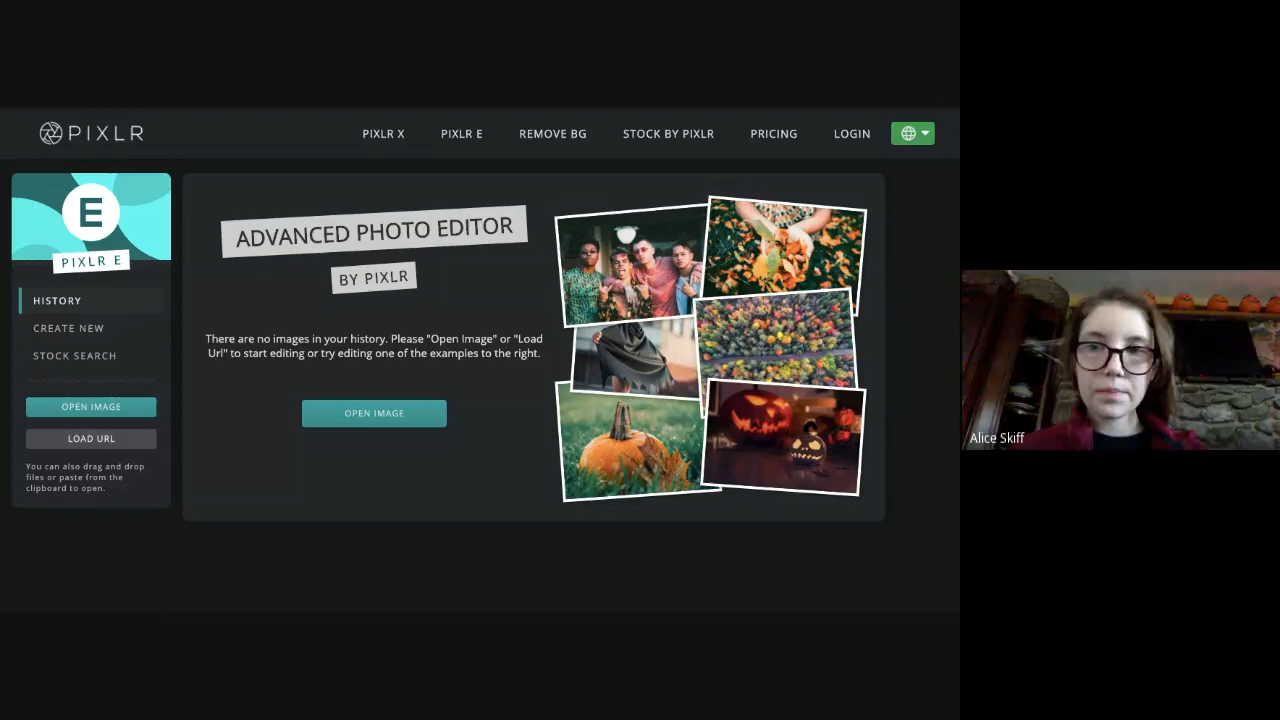 PIXLR
PIXLR X
PIXLR E
REMOVE BG
STOCK BY PIXLR
PRICING
LOGIN
E
PIXLR E
HISTORY
CREATE NEW
STOCK SEARCH
OPEN IMAGE
LOAD URL
You can also drag and drop
files or paste from the
clipboard to open.
ADVANCED PHOTO EDITOR
BY PIXLR
There are no images in your history. Please "Open Image" or "Load
Url" to start editing or try editing one of the examples to the right.
OPEN IMAGE
Alice Skiff